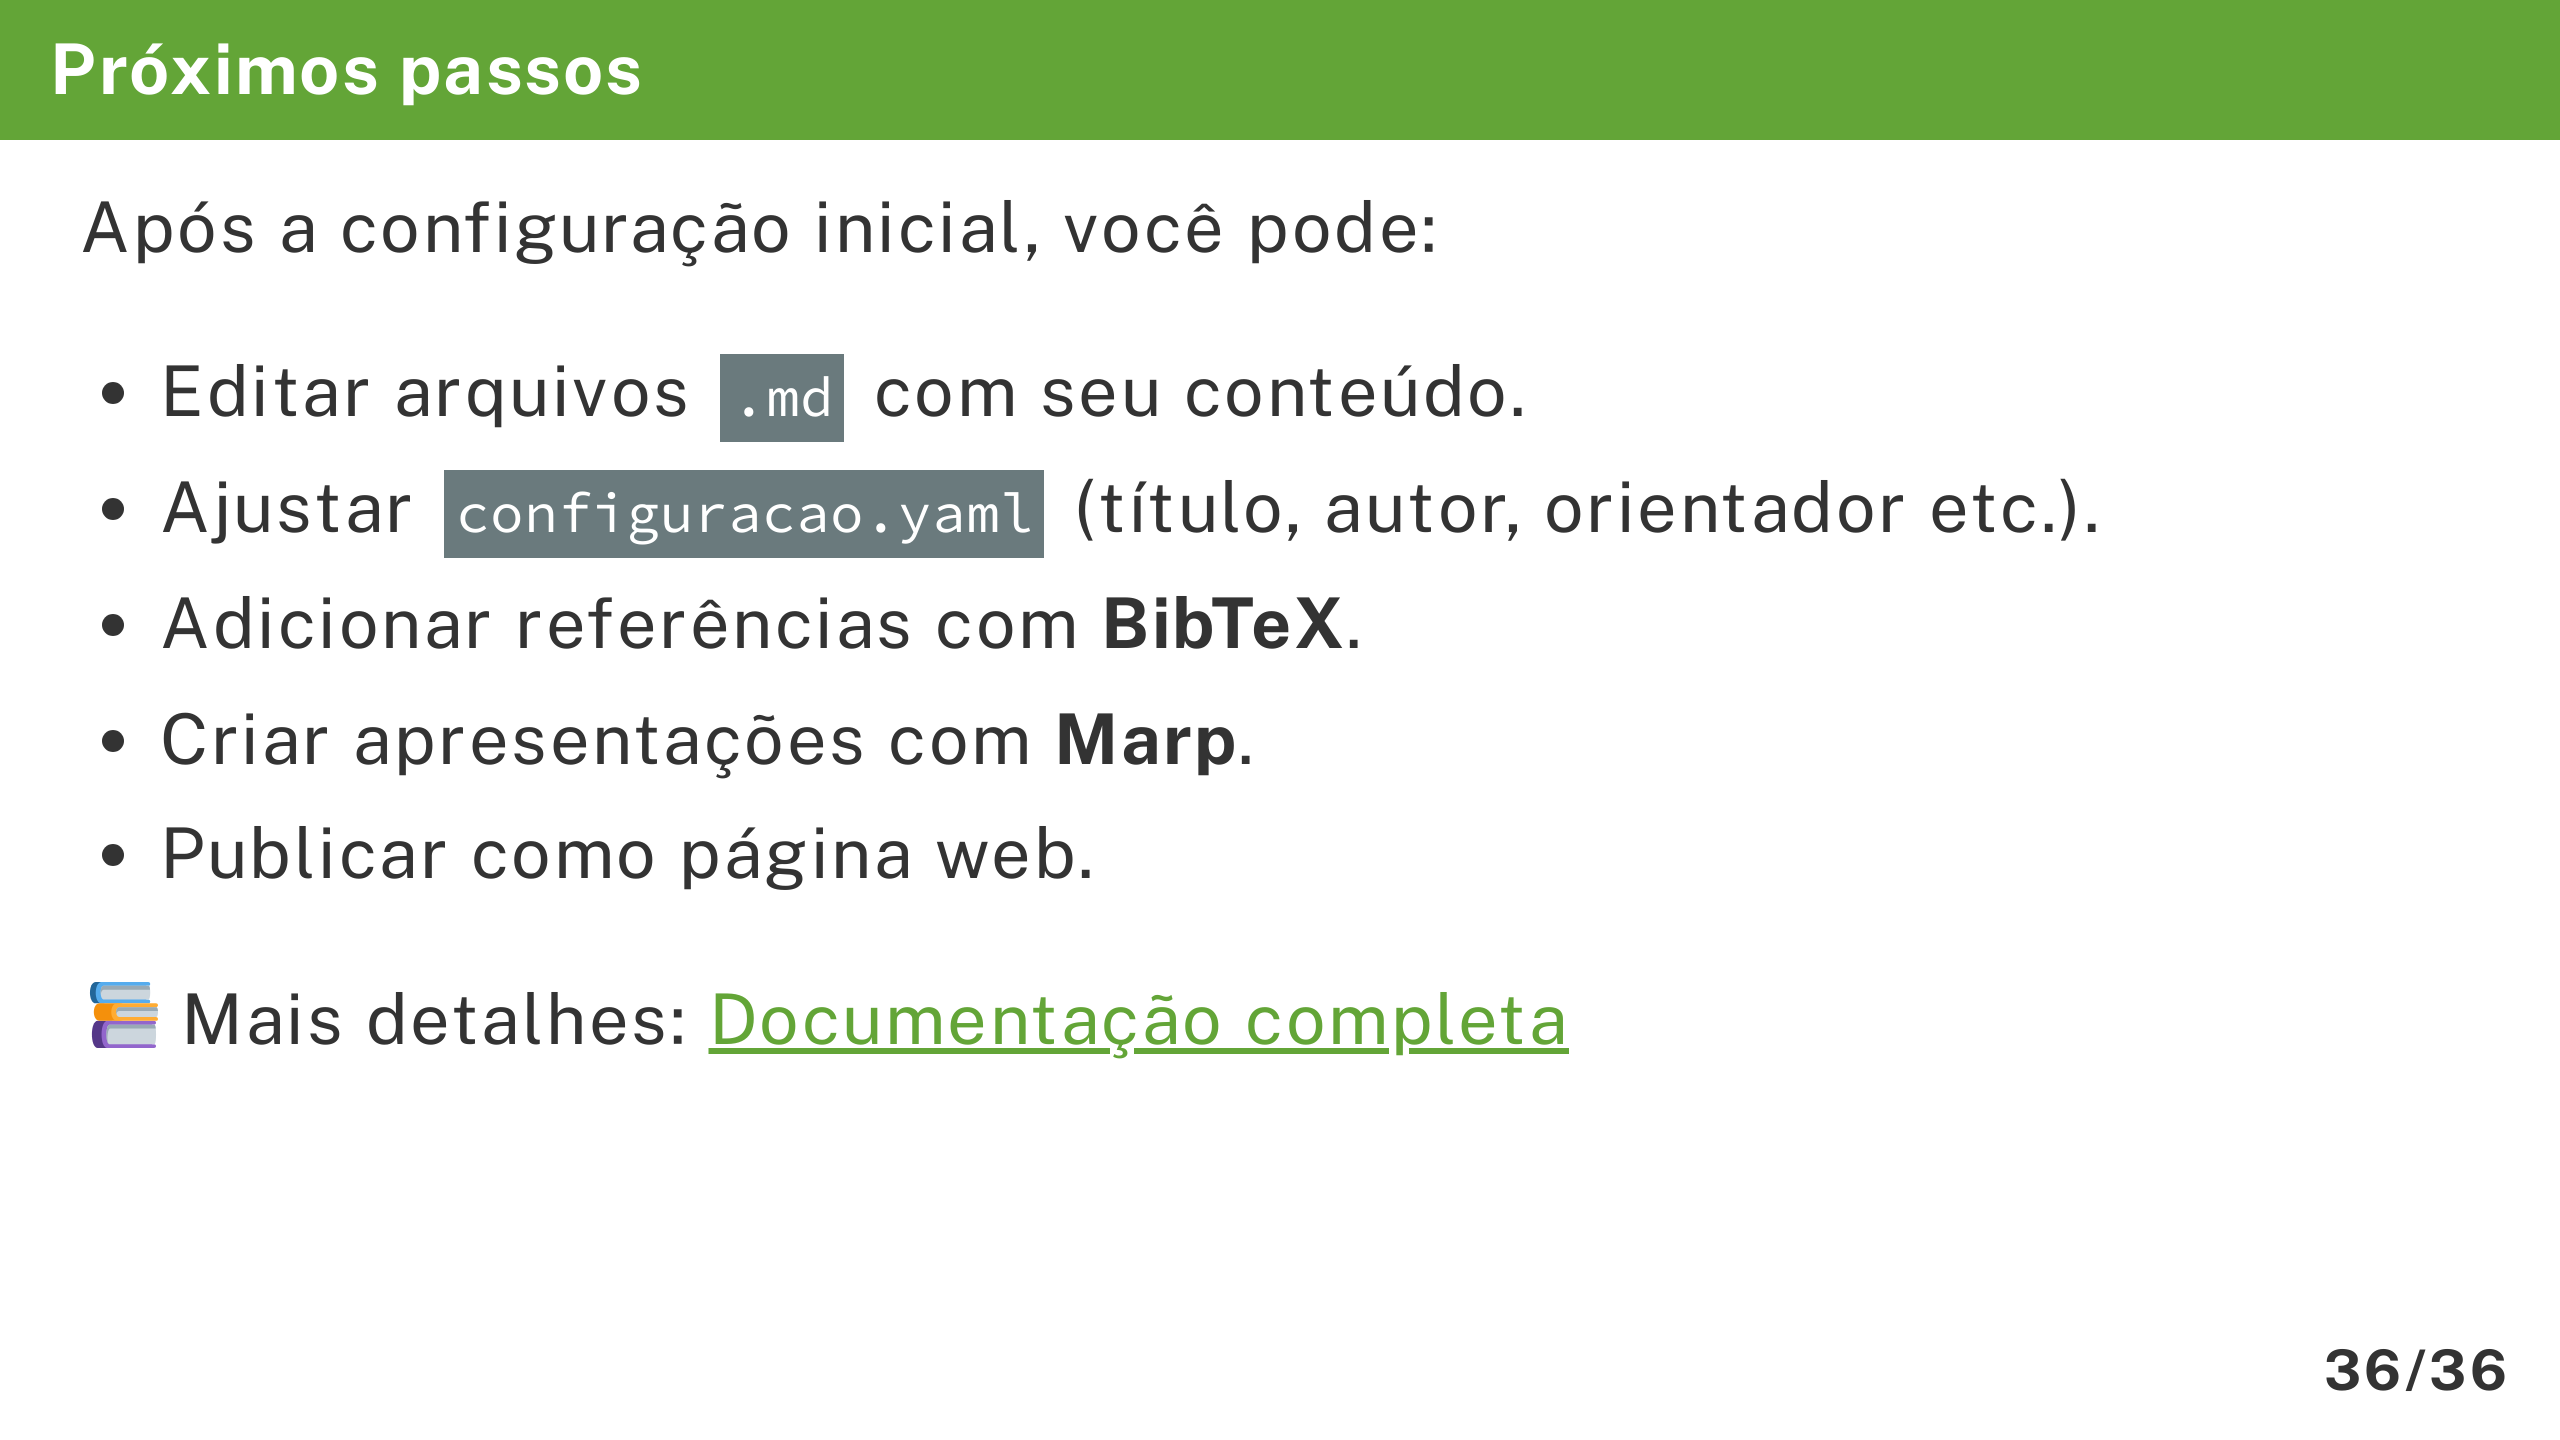 Próximos passos
Após a configuração inicial, você pode:
• Editar arquivos .md com seu conteúdo.
• Ajustar configuracao.yaml (título, autor, orientador etc.).
• Adicionar referências com BibTeX.
• Criar apresentações com Marp.
• Publicar como página web.
📚 Mais detalhes: Documentação completa
36/36